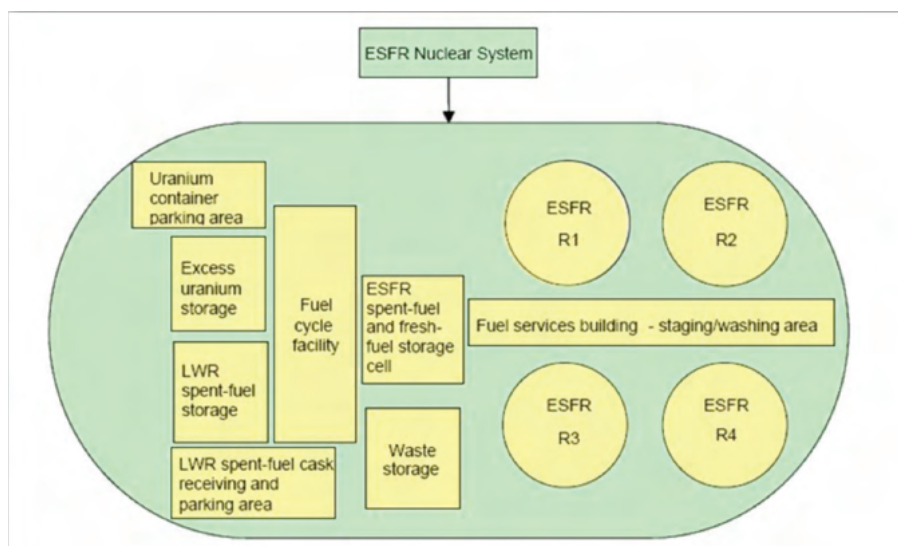 ESFR Nuclear System
Uranium
container
parking area
Excess
uranium
storage
LWR
spent-fuel
storage
LWR spent-fuel cask
receiving and
parking area
Fuel
cycle
facility
ESFR
spent-fuel
and fresh-
fuel storage
cell
Waste
storage
ESFR
R1
ESFR
R2
Fuel services building - staging/washing area
ESFR
R3
ESFR
R4